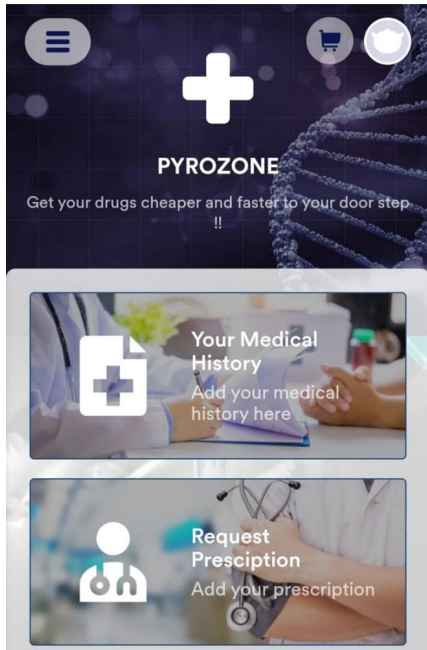 PYROZONE
Get your drugs cheaper and faster to your door step
!!
Your Medical
History
Add your medical
history here
Request
Presciption
Add your prescription